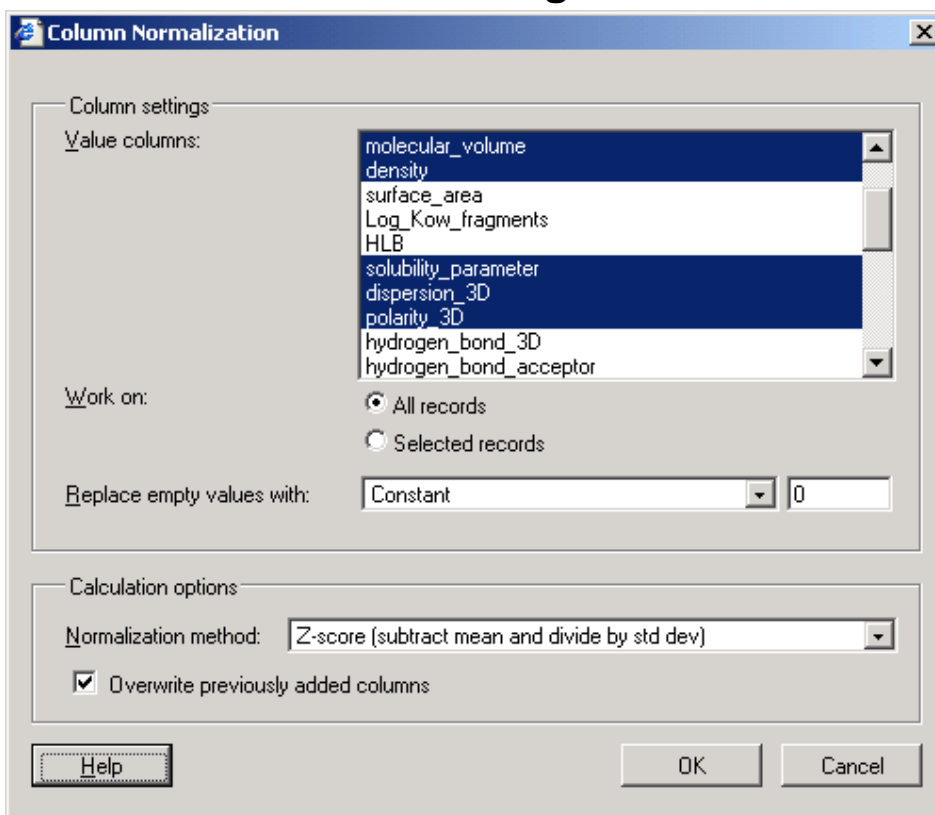 Column Normalization
Column settings
Value columns:
molecular_volume
density
surface_area
Log_Kow_fragments
HLB
solubility_parameter
dispersion_3D
polarity_3D
hydrogen_bond_3D
hydrogen_bond_acceptor
Work on:
All records
Selected records
Replace empty values with: Constant 0
Calculation options
Normalization method: Z-score (subtract mean and divide by std dev)
Overwrite previously added columns
Help OK Cancel